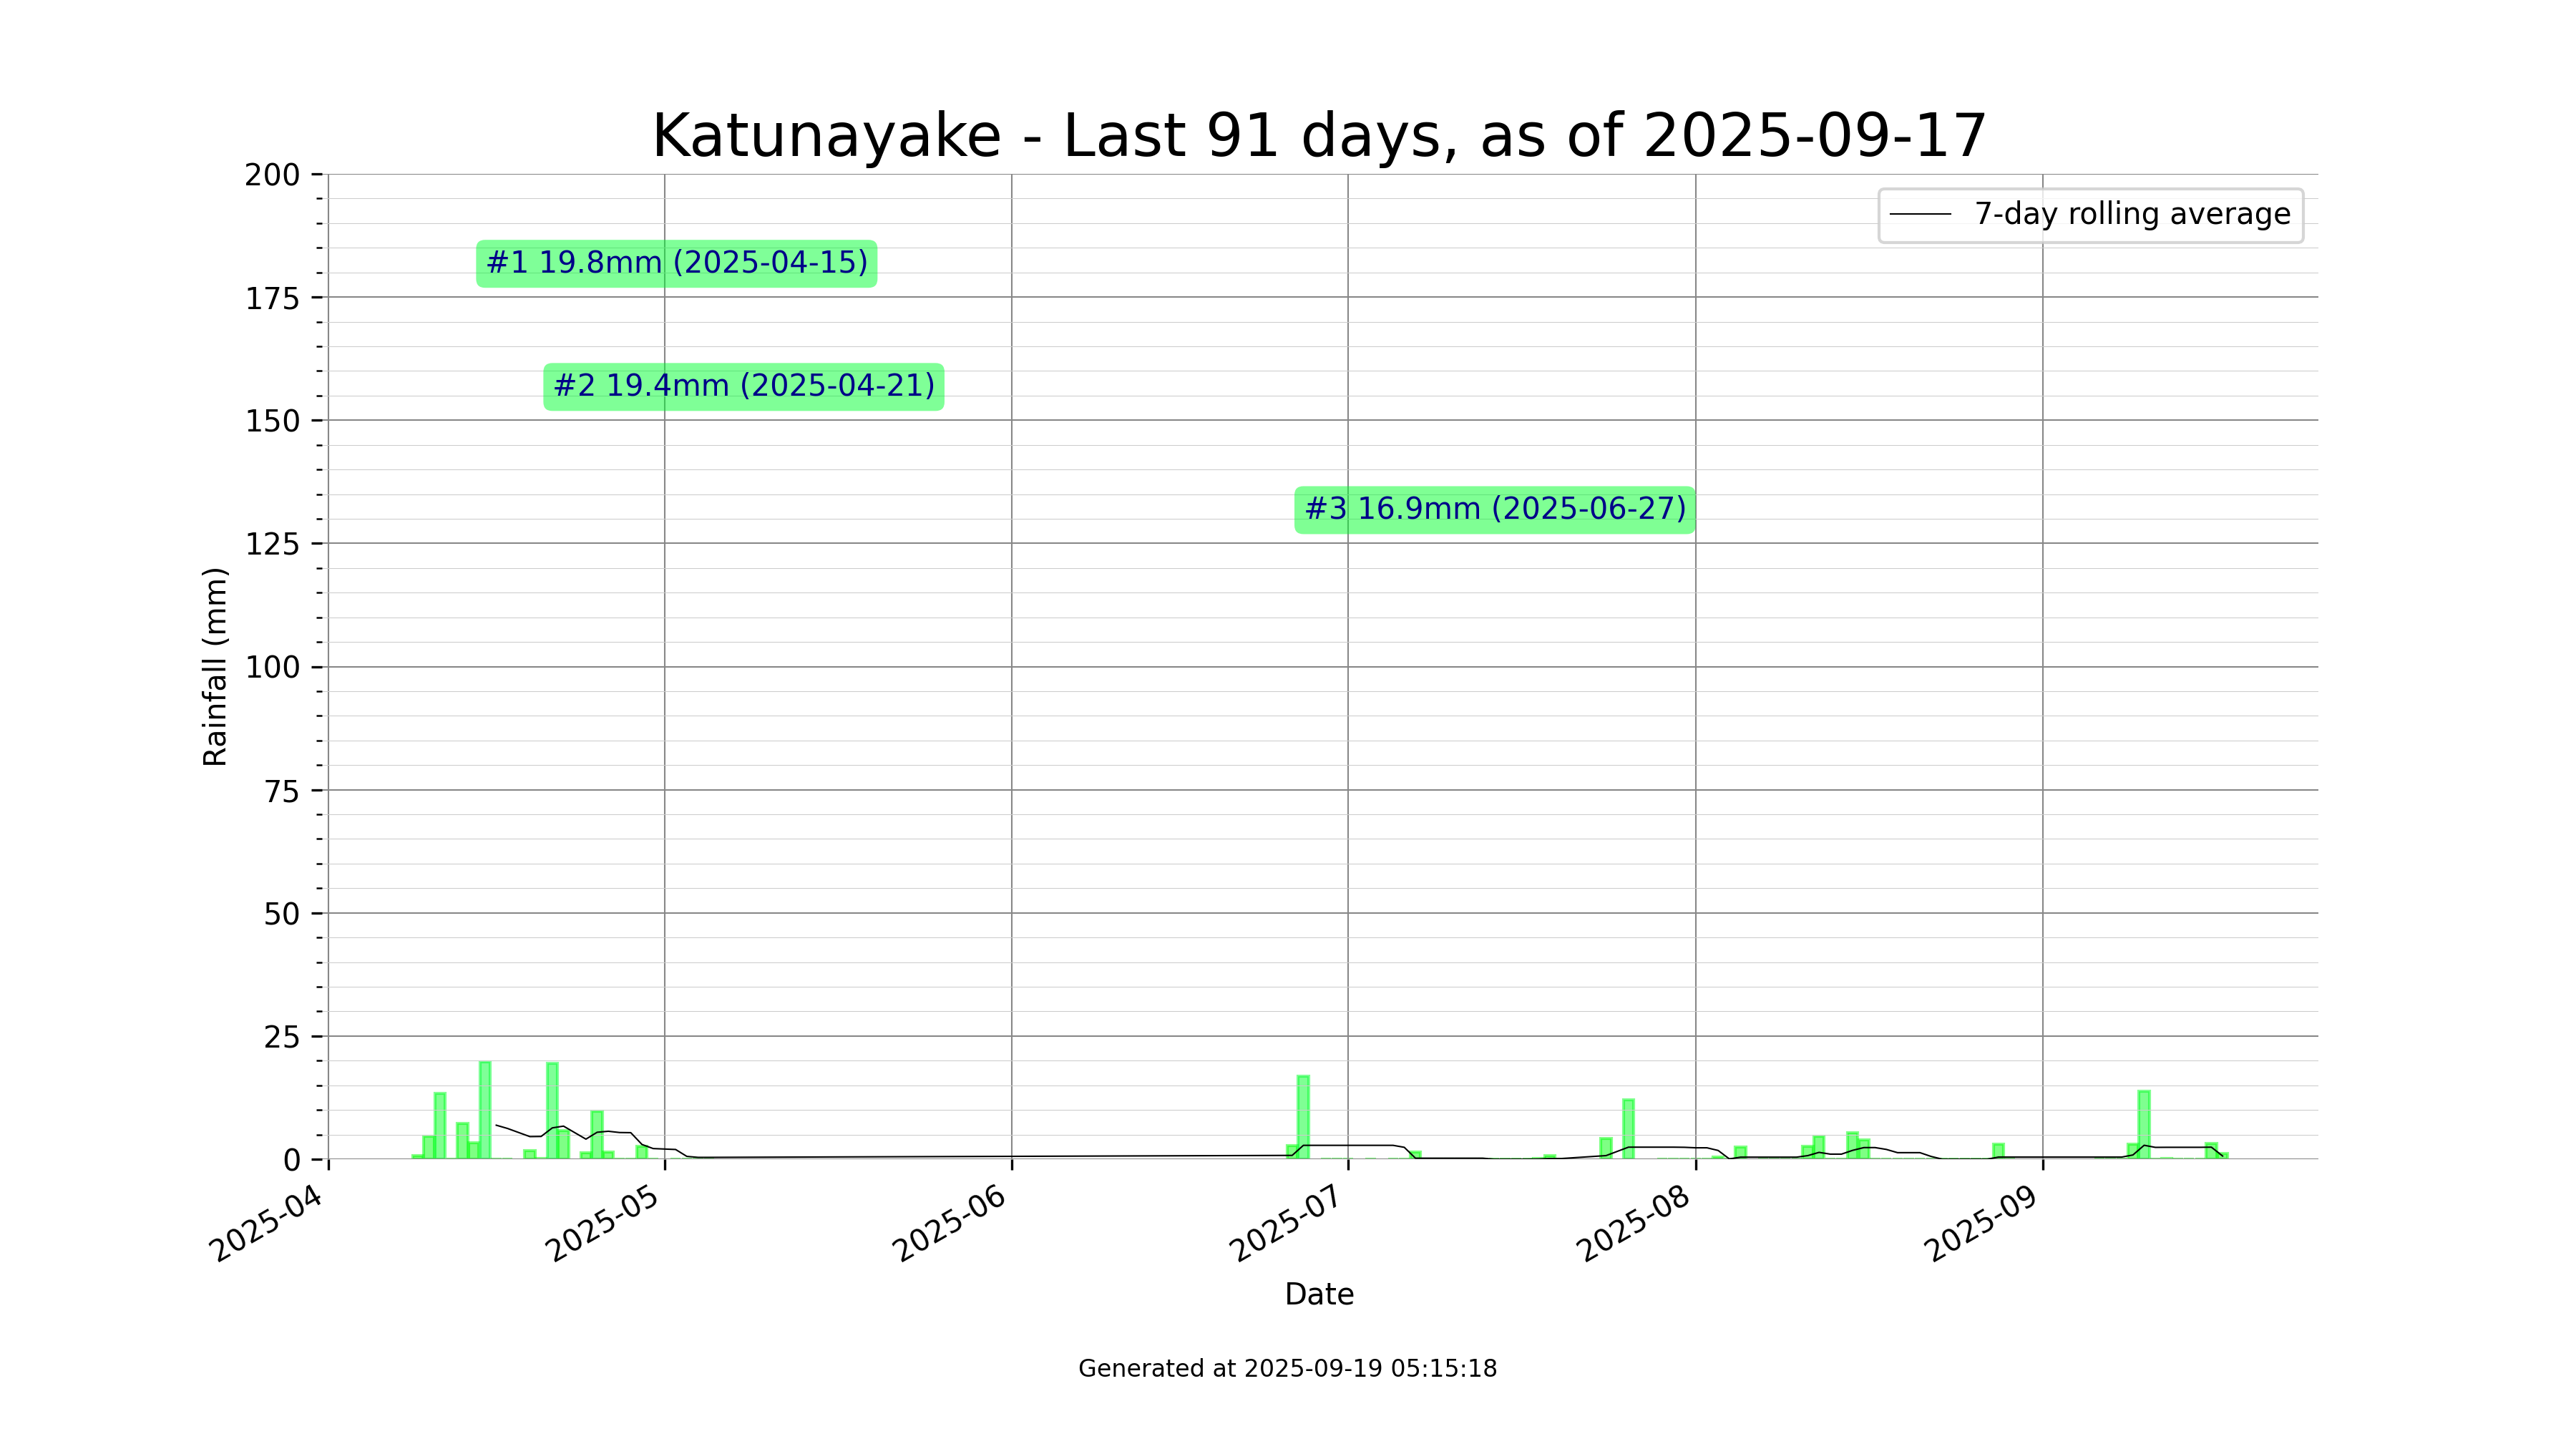 Katunayake - Last 91 days, as of 2025-09-17
200
175
150
125
100
75
50
25
0
Rainfall (mm)
7-day rolling average
#1 19.8mm (2025-04-15)
#2 19.4mm (2025-04-21)
#3 16.9mm (2025-06-27)
2025-04
2025-05
2025-06
2025-07
2025-08
2025-09
Date
Generated at 2025-09-19 05:15:18